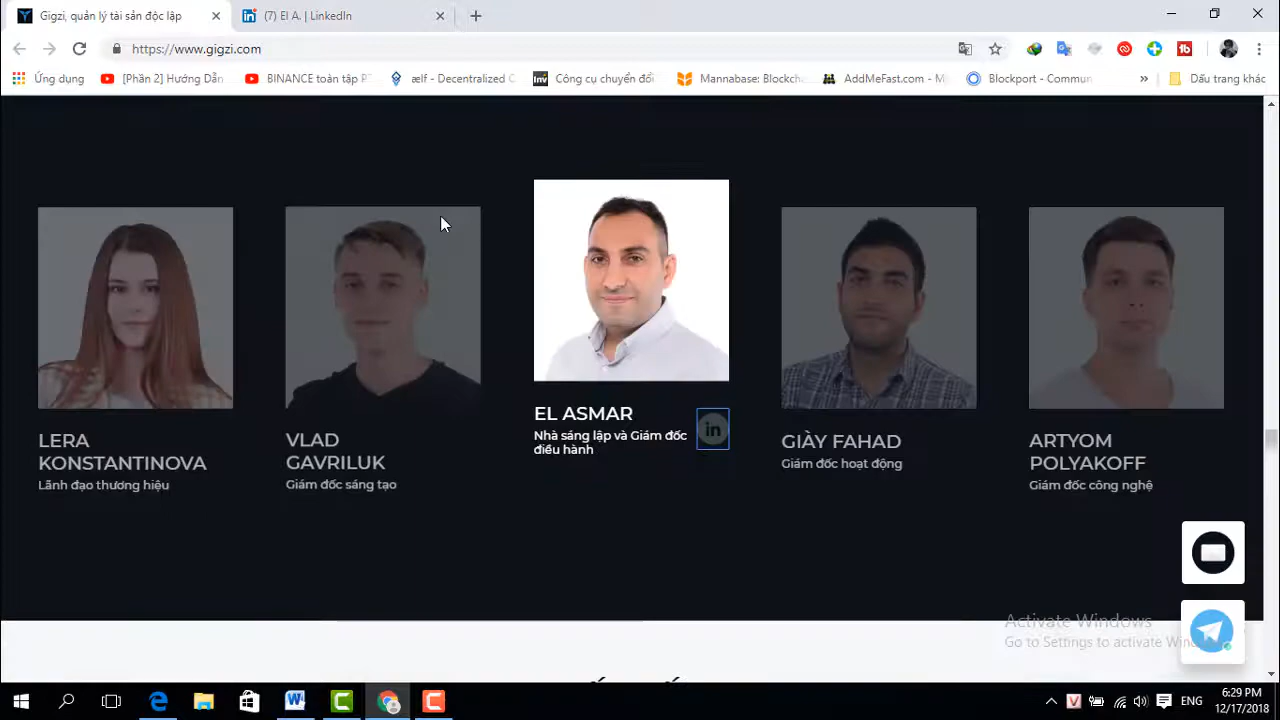 Gigzi, quản lý tài sản độc lập
(7) El A. | LinkedIn
https://www.gigzi.com
Ứng dụng
[Phần 2] Hướng Dẫn
BINANCE toàn tập P
ælf - Decentralized C
Inv
Công cụ chuyển đổi
Mannabase: Blockch
AddMeFast.com - M
Blockport - Commun
»
Dấu trang khác
EL ASMAR
Nhà sáng lập và Giám đốc
điều hành
in
LERA
KONSTANTINOVA
Lãnh đạo thương hiệu
VLAD
GAVRILUK
Giám đốc sáng tạo
GIÀY FAHAD
Giám đốc hoạt động
ARTYOM
POLYAKOFF
Giám đốc công nghệ
Activate Windows
Go to Settings to activate Win
ENG
6:29 PM
12/17/2018